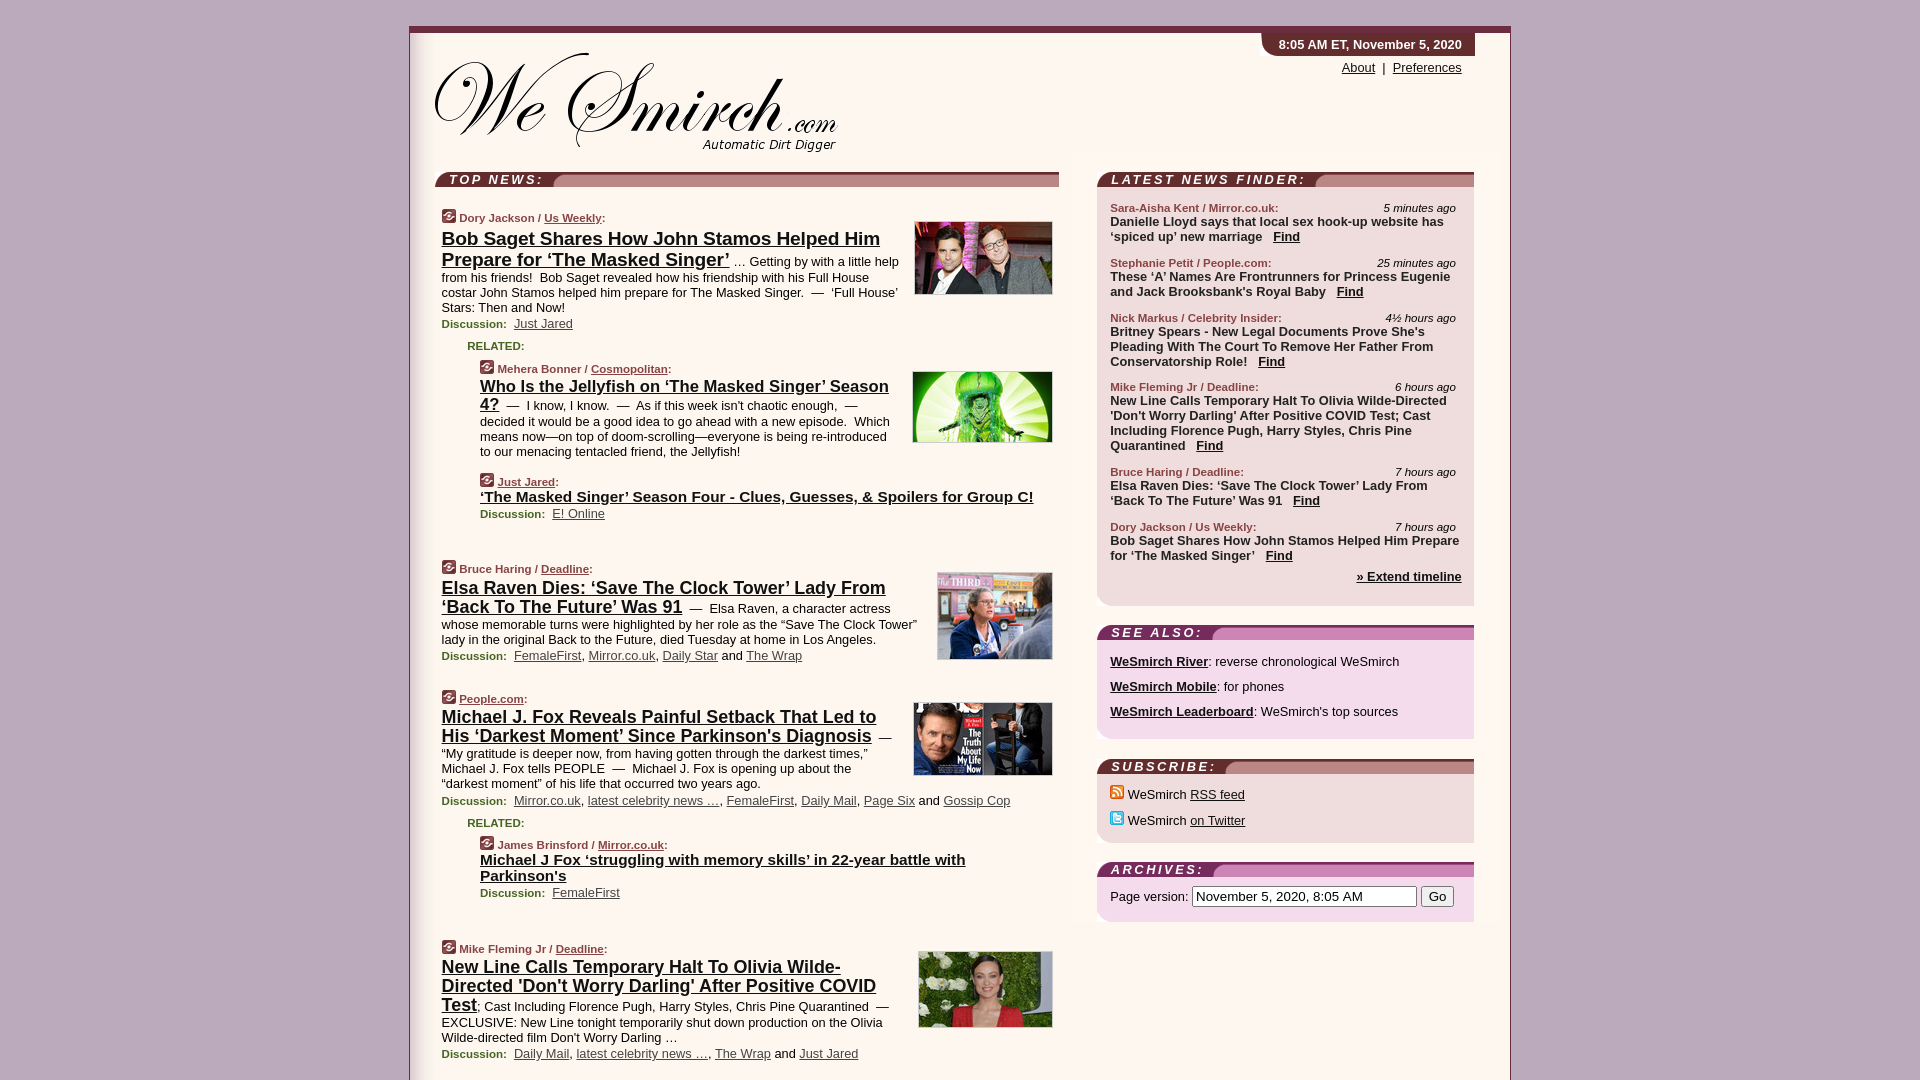 8:05 AM ET, November 5, 2020
About | Preferences
We Smirch .com
Automatic Dirt Digger
TOP NEWS:
Dory Jackson / Us Weekly:
Bob Saget Shares How John Stamos Helped Him
Prepare for ‘The Masked Singer’ … Getting by with a little help
from his friends! Bob Saget revealed how his friendship with his Full House
costar John Stamos helped him prepare for The Masked Singer. — ‘Full House’
Stars: Then and Now!
Discussion: Just Jared
RELATED:
Mehera Bonner / Cosmopolitan:
Who Is the Jellyfish on ‘The Masked Singer’ Season
4? — I know, I know. — As if this week isn't chaotic enough, —
decided it would be a good idea to go ahead with a new episode. Which
means now—on top of doom-scrolling—everyone is being re-introduced
to our menacing tentacled friend, the Jellyfish!
Just Jared:
‘The Masked Singer’ Season Four - Clues, Guesses, & Spoilers for Group C!
Discussion: E! Online
Bruce Haring / Deadline:
Elsa Raven Dies: ‘Save The Clock Tower’ Lady From
‘Back To The Future’ Was 91 — Elsa Raven, a character actress
whose memorable turns were highlighted by her role as the “Save The Clock Tower”
lady in the original Back to the Future, died Tuesday at home in Los Angeles.
Discussion: FemaleFirst, Mirror.co.uk, Daily Star and The Wrap
THIRD
People.com:
Michael J. Fox Reveals Painful Setback That Led to
His ‘Darkest Moment’ Since Parkinson's Diagnosis —
“My gratitude is deeper now, from having gotten through the darkest times,”
Michael J. Fox tells PEOPLE — Michael J. Fox is opening up about the
“darkest moment” of his life that occurred two years ago.
Discussion: Mirror.co.uk, latest celebrity news …, FemaleFirst, Daily Mail, Page Six and Gossip Cop
The
Truth
About
My Life
Now
RELATED:
James Brinsford / Mirror.co.uk:
Michael J Fox ‘struggling with memory skills’ in 22-year battle with
Parkinson's
Discussion: FemaleFirst
Mike Fleming Jr / Deadline:
New Line Calls Temporary Halt To Olivia Wilde-
Directed 'Don't Worry Darling' After Positive COVID
Test; Cast Including Florence Pugh, Harry Styles, Chris Pine Quarantined —
EXCLUSIVE: New Line tonight temporarily shut down production on the Olivia
Wilde-directed film Don't Worry Darling …
Discussion: Daily Mail, latest celebrity news …, The Wrap and Just Jared
LATEST NEWS FINDER:
Sara-Aisha Kent / Mirror.co.uk: 5 minutes ago
Danielle Lloyd says that local sex hook-up website has
‘spiced up’ new marriage Find
Stephanie Petit / People.com: 25 minutes ago
These ‘A’ Names Are Frontrunners for Princess Eugenie
and Jack Brooksbank's Royal Baby Find
Nick Markus / Celebrity Insider: 4½ hours ago
Britney Spears - New Legal Documents Prove She's
Pleading With The Court To Remove Her Father From
Conservatorship Role! Find
Mike Fleming Jr / Deadline: 6 hours ago
New Line Calls Temporary Halt To Olivia Wilde-Directed
'Don't Worry Darling' After Positive COVID Test; Cast
Including Florence Pugh, Harry Styles, Chris Pine
Quarantined Find
Bruce Haring / Deadline: 7 hours ago
Elsa Raven Dies: ‘Save The Clock Tower’ Lady From
‘Back To The Future’ Was 91 Find
Dory Jackson / Us Weekly: 7 hours ago
Bob Saget Shares How John Stamos Helped Him Prepare
for ‘The Masked Singer’ Find
» Extend timeline
SEE ALSO:
WeSmirch River: reverse chronological WeSmirch
WeSmirch Mobile: for phones
WeSmirch Leaderboard: WeSmirch's top sources
SUBSCRIBE:
WeSmirch RSS feed
WeSmirch on Twitter
ARCHIVES:
Page version: November 5, 2020, 8:05 AM Go